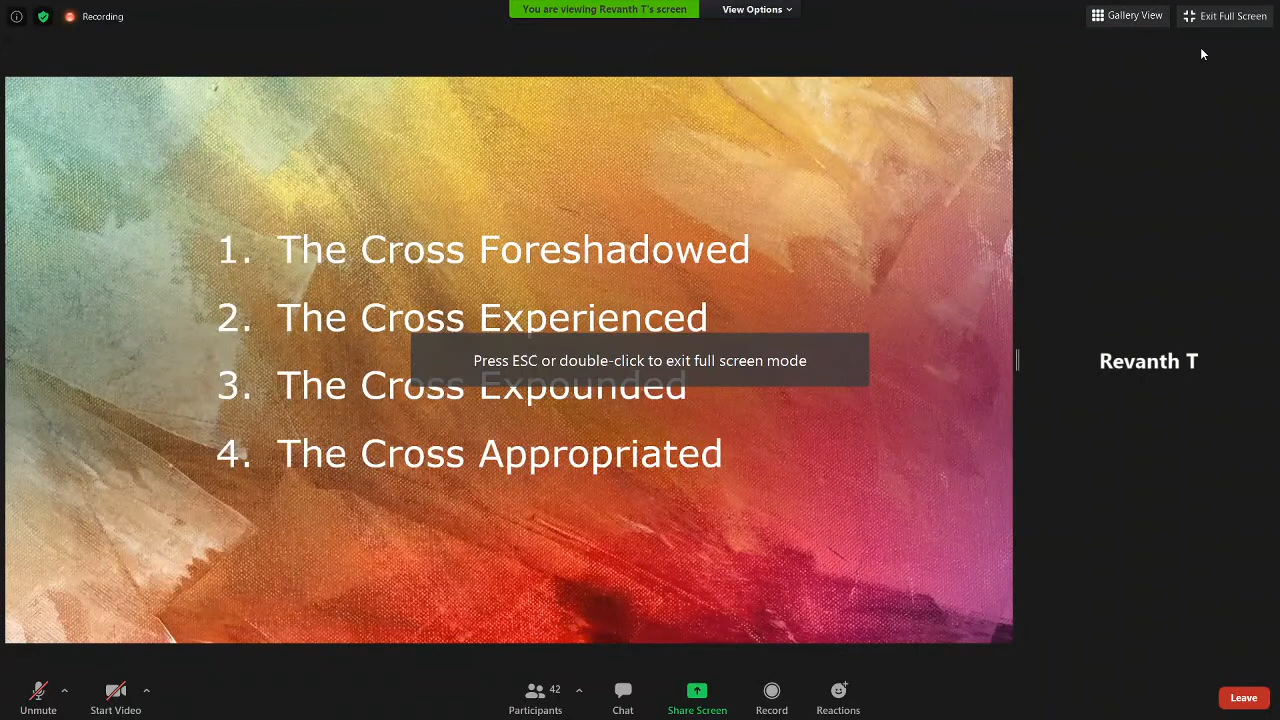 Recording
You are viewing Revanth T's screen
View Options
Gallery View
Exit Full Screen
1. The Cross Foreshadowed
2. The Cross Experienced
Press ESC or double-click to exit full screen mode
3. The Cross Expounded
4. The Cross Appropriated
Revanth T
Unmute
Start Video
42
Participants
Chat
Share Screen
Record
Reactions
Leave